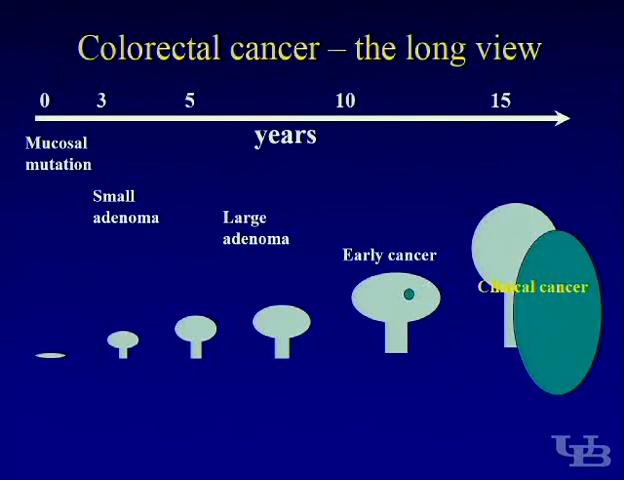 Colorectal cancer – the long view
0 3 5 10 15
years
Mucosal
mutation
Small
adenoma
Large
adenoma
Early cancer
Clinical cancer
UB